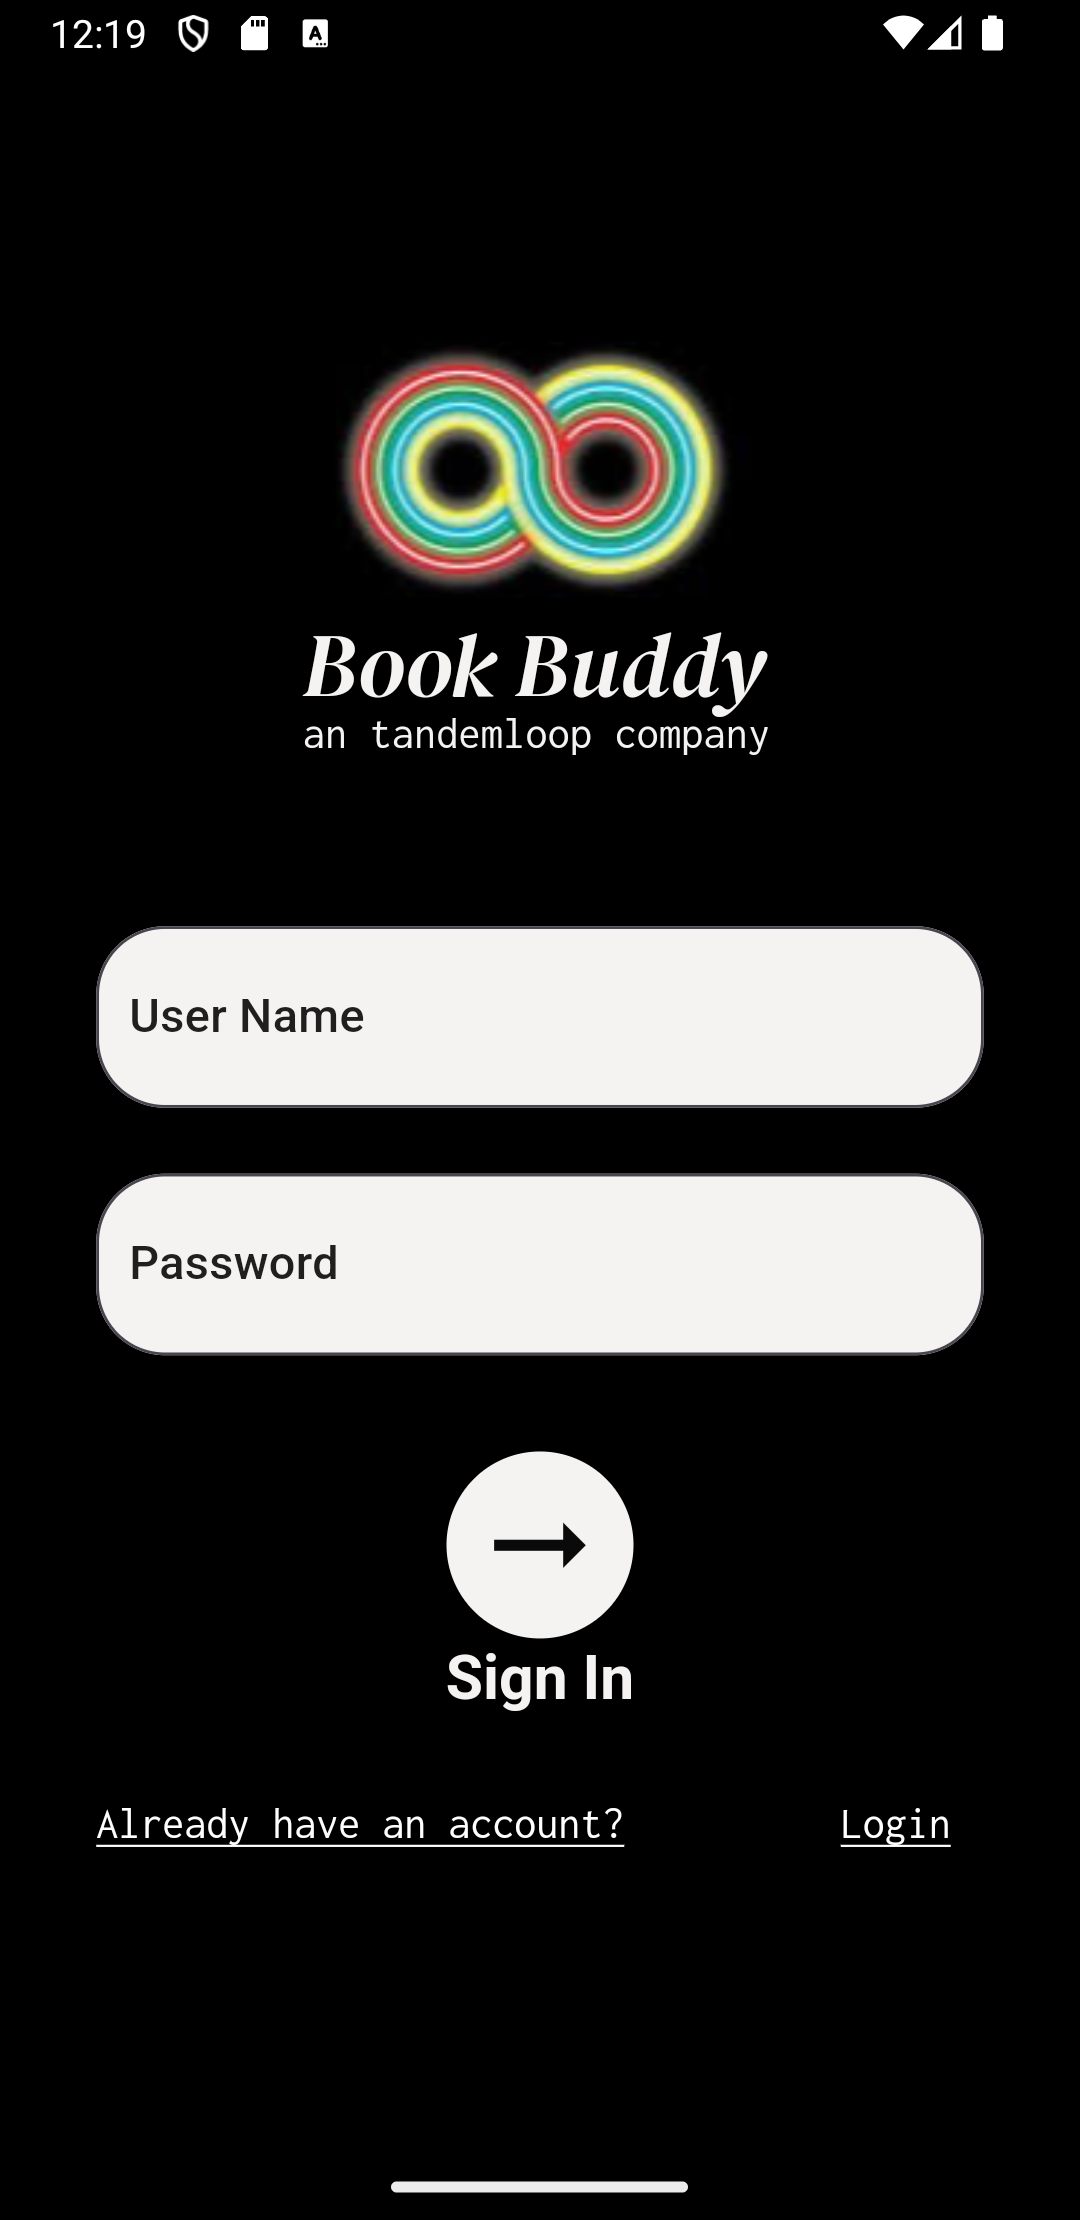 12:19
Book Buddy
an tandemloop company
User Name
Password
Sign In
Already have an account? Login